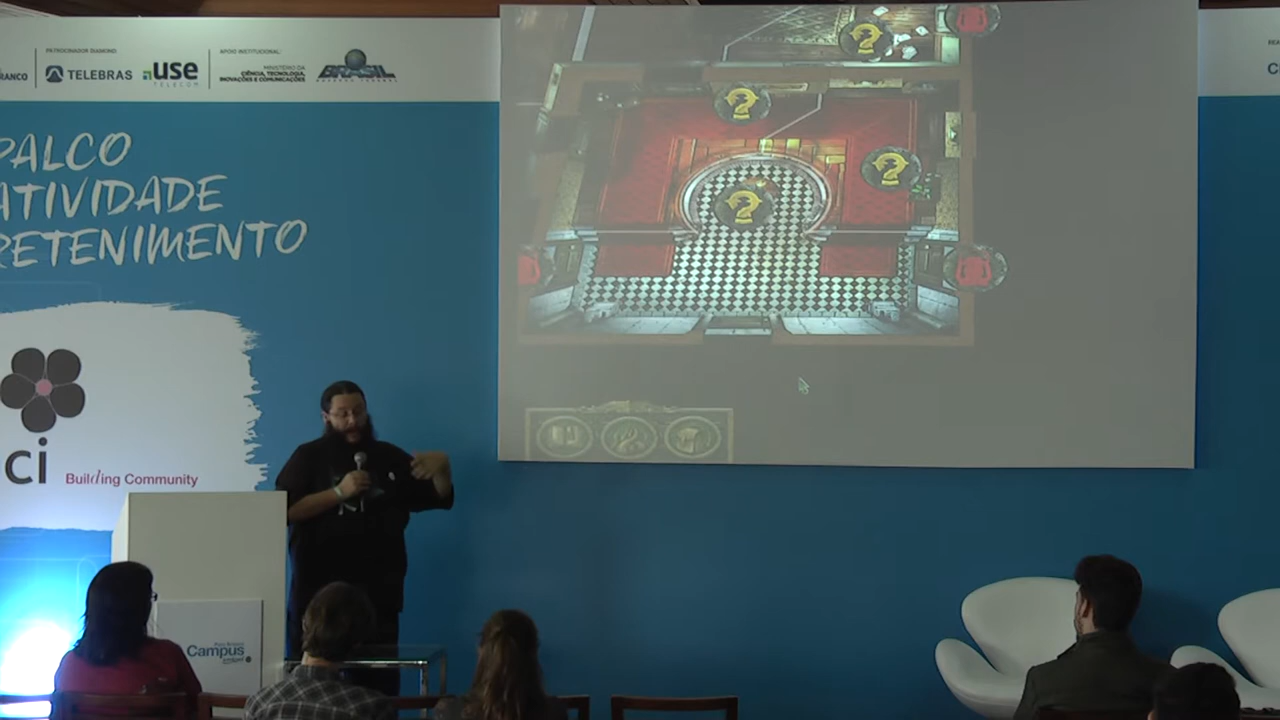 RANCO
PATROCINADOR DIAMOND:
TELEBRAS
USE
TELECOM
APOIO INSTITUCIONAL:
MINISTÉRIO DA
CIÊNCIA, TECNOLOGIA,
INOVAÇÕES E COMUNICAÇÕES
BRASIL
PALCO
ATIVIDADE
RETENIMENTO
ci
Building Community
Campus
?
?
?
?
C